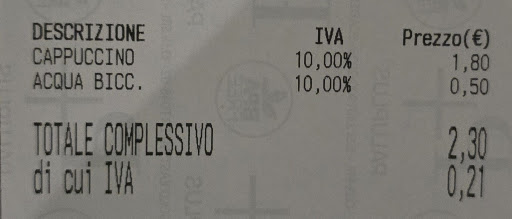 DESCRIZIONE IVA Prezzo(€)
CAPPUCCINO 10,00% 1,80
ACQUA BICC. 10,00% 0,50
TOTALE COMPLESSIVO 2,30
di cui IVA 0,21